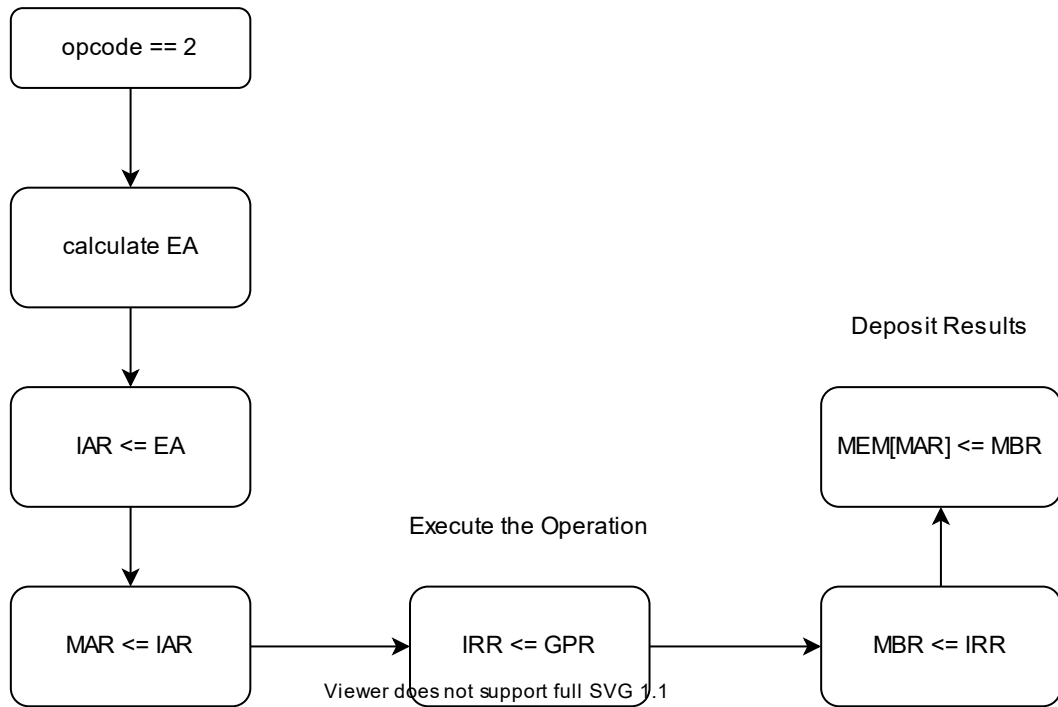 opcode == 2
calculate EA
IAR <= EA
MAR <= IAR
Execute the Operation
IRR <= GPR
Viewer does not support full SVG 1.1
Deposit Results
MEM[MAR] <= MBR
MBR <= IRR